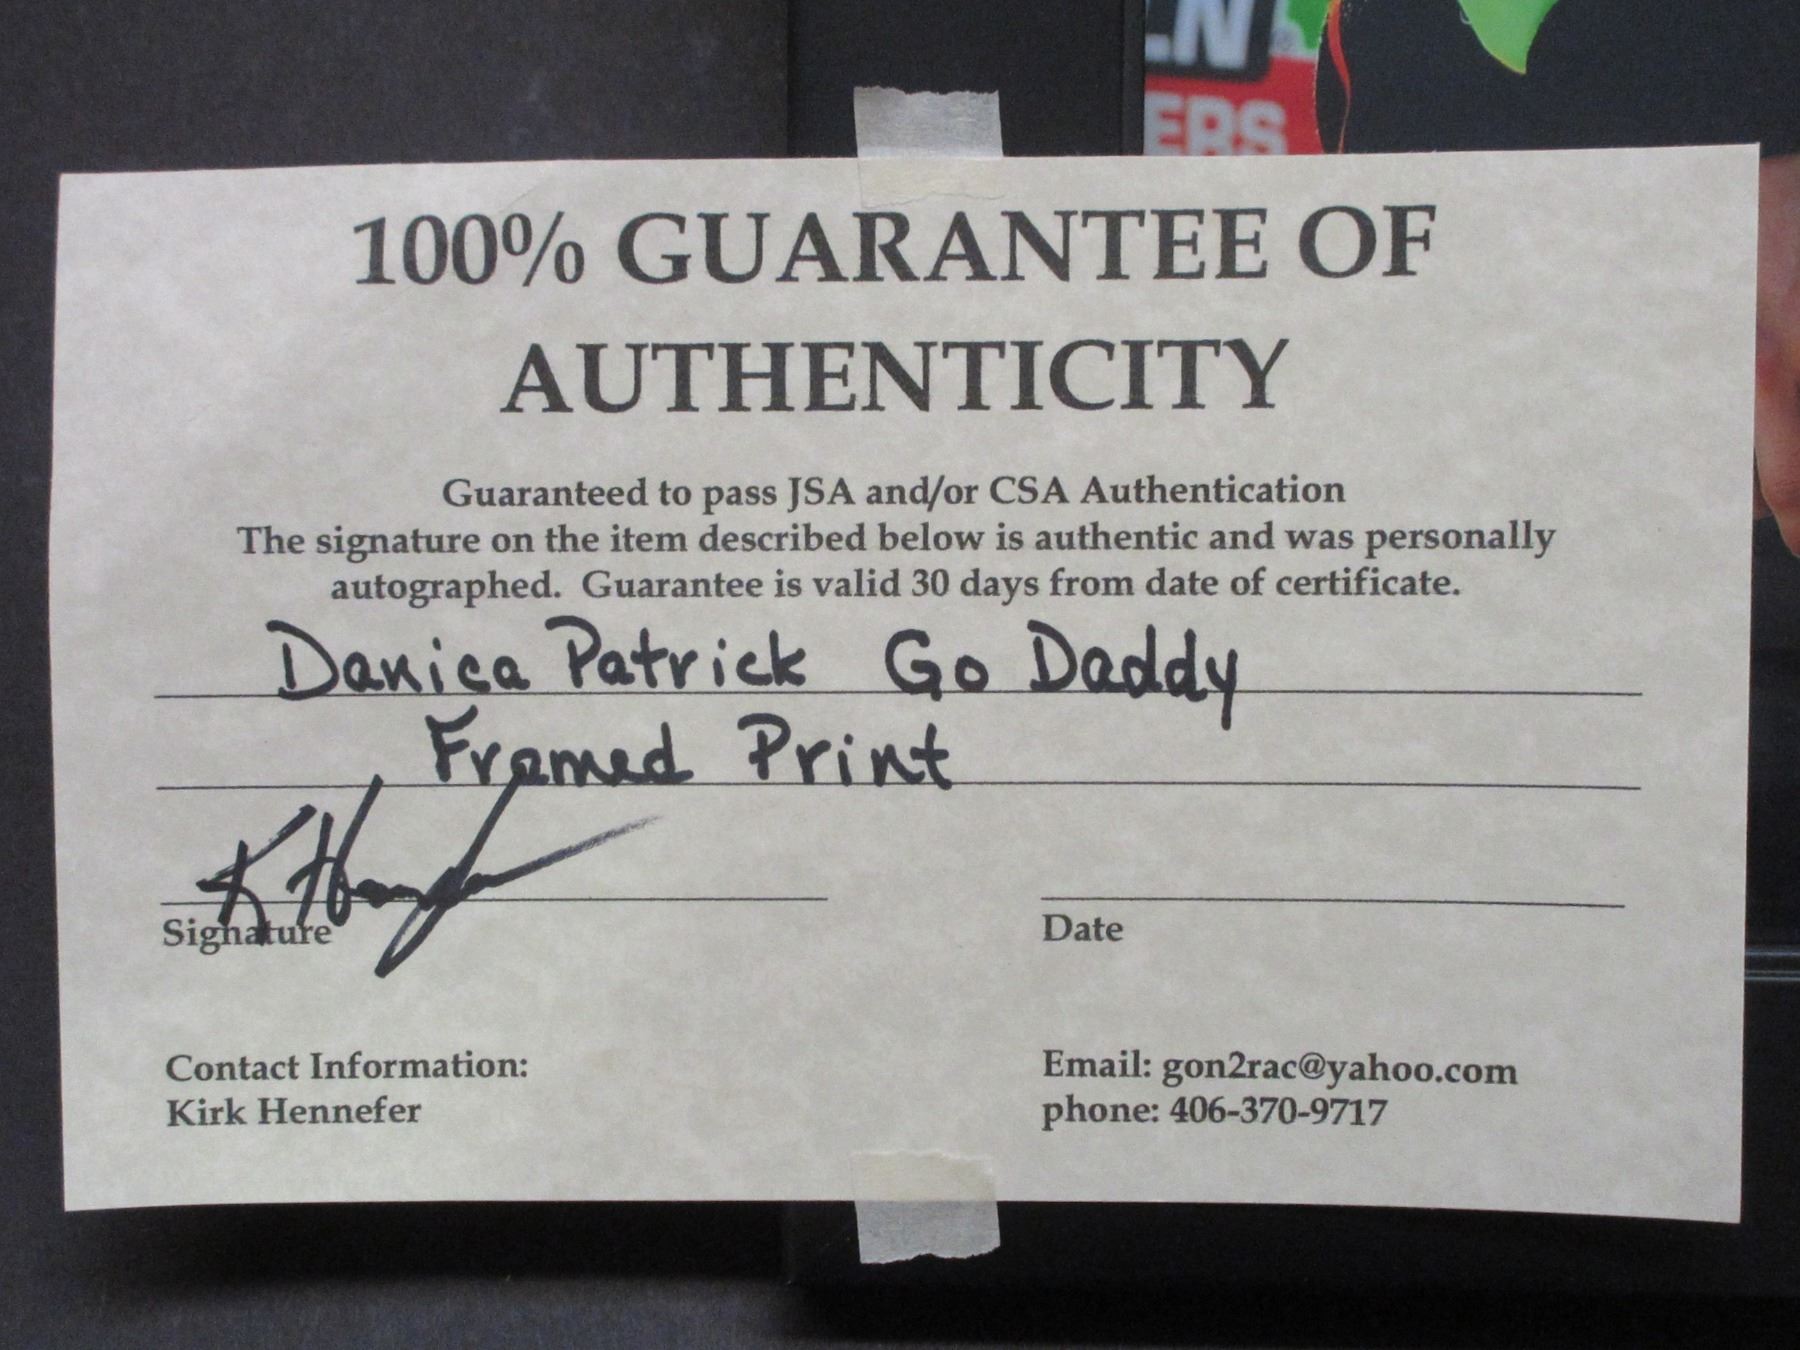 LN
ERS
100% GUARANTEE OF
AUTHENTICITY
Guaranteed to pass JSA and/or CSA Authentication
The signature on the item described below is authentic and was personally
autographed.  Guarantee is valid 30 days from date of certificate.
Danica Patrick Go Daddy
Framed Print
Signature
Date
Contact Information:
Kirk Hennefer
Email: gon2rac@yahoo.com
phone: 406-370-9717